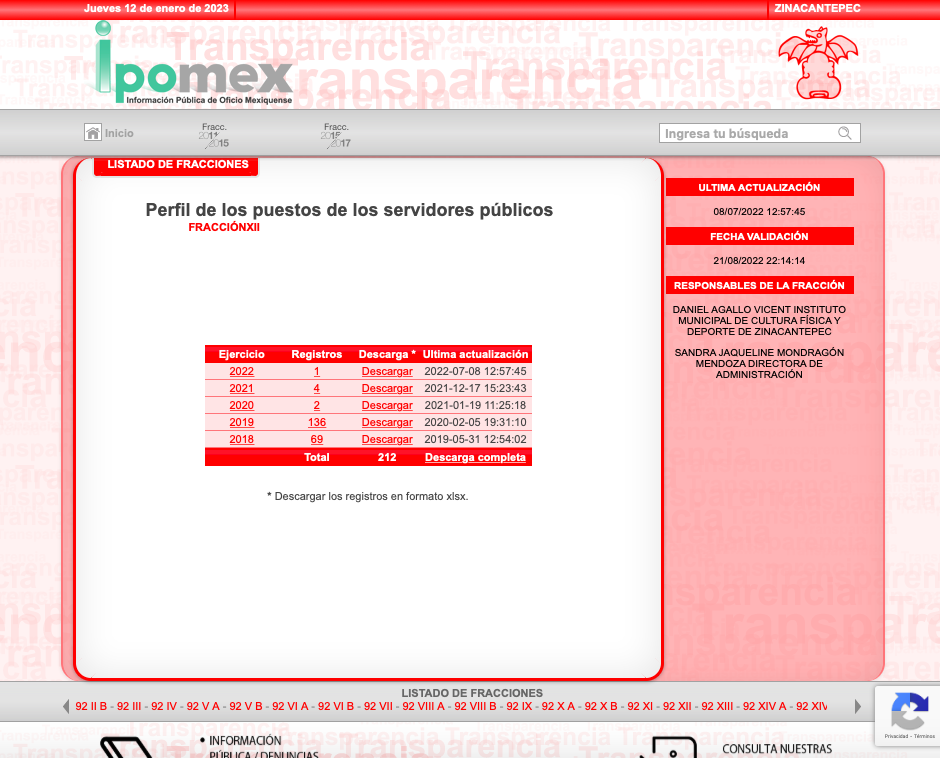 Jueves 12 de enero de 2023
ZINACANTEPEC
ipomex
Información Pública de Oficio Mexiquense
Inicio
Fracc.
2015
Fracc.
2017
Ingresa tu búsqueda
LISTADO DE FRACCIONES
Perfil de los puestos de los servidores públicos
FRACCIÓNXII
Ejercicio Registros Descarga * Ultima actualización
2022 1 Descargar 2022-07-08 12:57:45
2021 4 Descargar 2021-12-17 15:23:43
2020 2 Descargar 2021-01-19 11:25:18
2019 136 Descargar 2020-02-05 19:31:10
2018 69 Descargar 2019-05-31 12:54:02
Total 212 Descarga completa
* Descargar los registros en formato xlsx.
ULTIMA ACTUALIZACIÓN
08/07/2022 12:57:45
FECHA VALIDACIÓN
21/08/2022 22:14:14
RESPONSABLES DE LA FRACCIÓN
DANIEL AGALLO VICENT INSTITUTO
MUNICIPAL DE CULTURA FÍSICA Y
DEPORTE DE ZINACANTEPEC
SANDRA JAQUELINE MONDRAGÓN
MENDOZA DIRECTORA DE
ADMINISTRACIÓN
LISTADO DE FRACCIONES
92 II B - 92 III - 92 IV - 92 V A - 92 V B - 92 VI A - 92 VI B - 92 VII - 92 VIII A - 92 VIII B - 92 IX - 92 X A - 92 X B - 92 XI - 92 XII - 92 XIII - 92 XIV A - 92 XIV
Privacidad - Términos
• INFORMACIÓN
PÚBLICA / DENUNCIAS
CONSULTA NUESTRAS